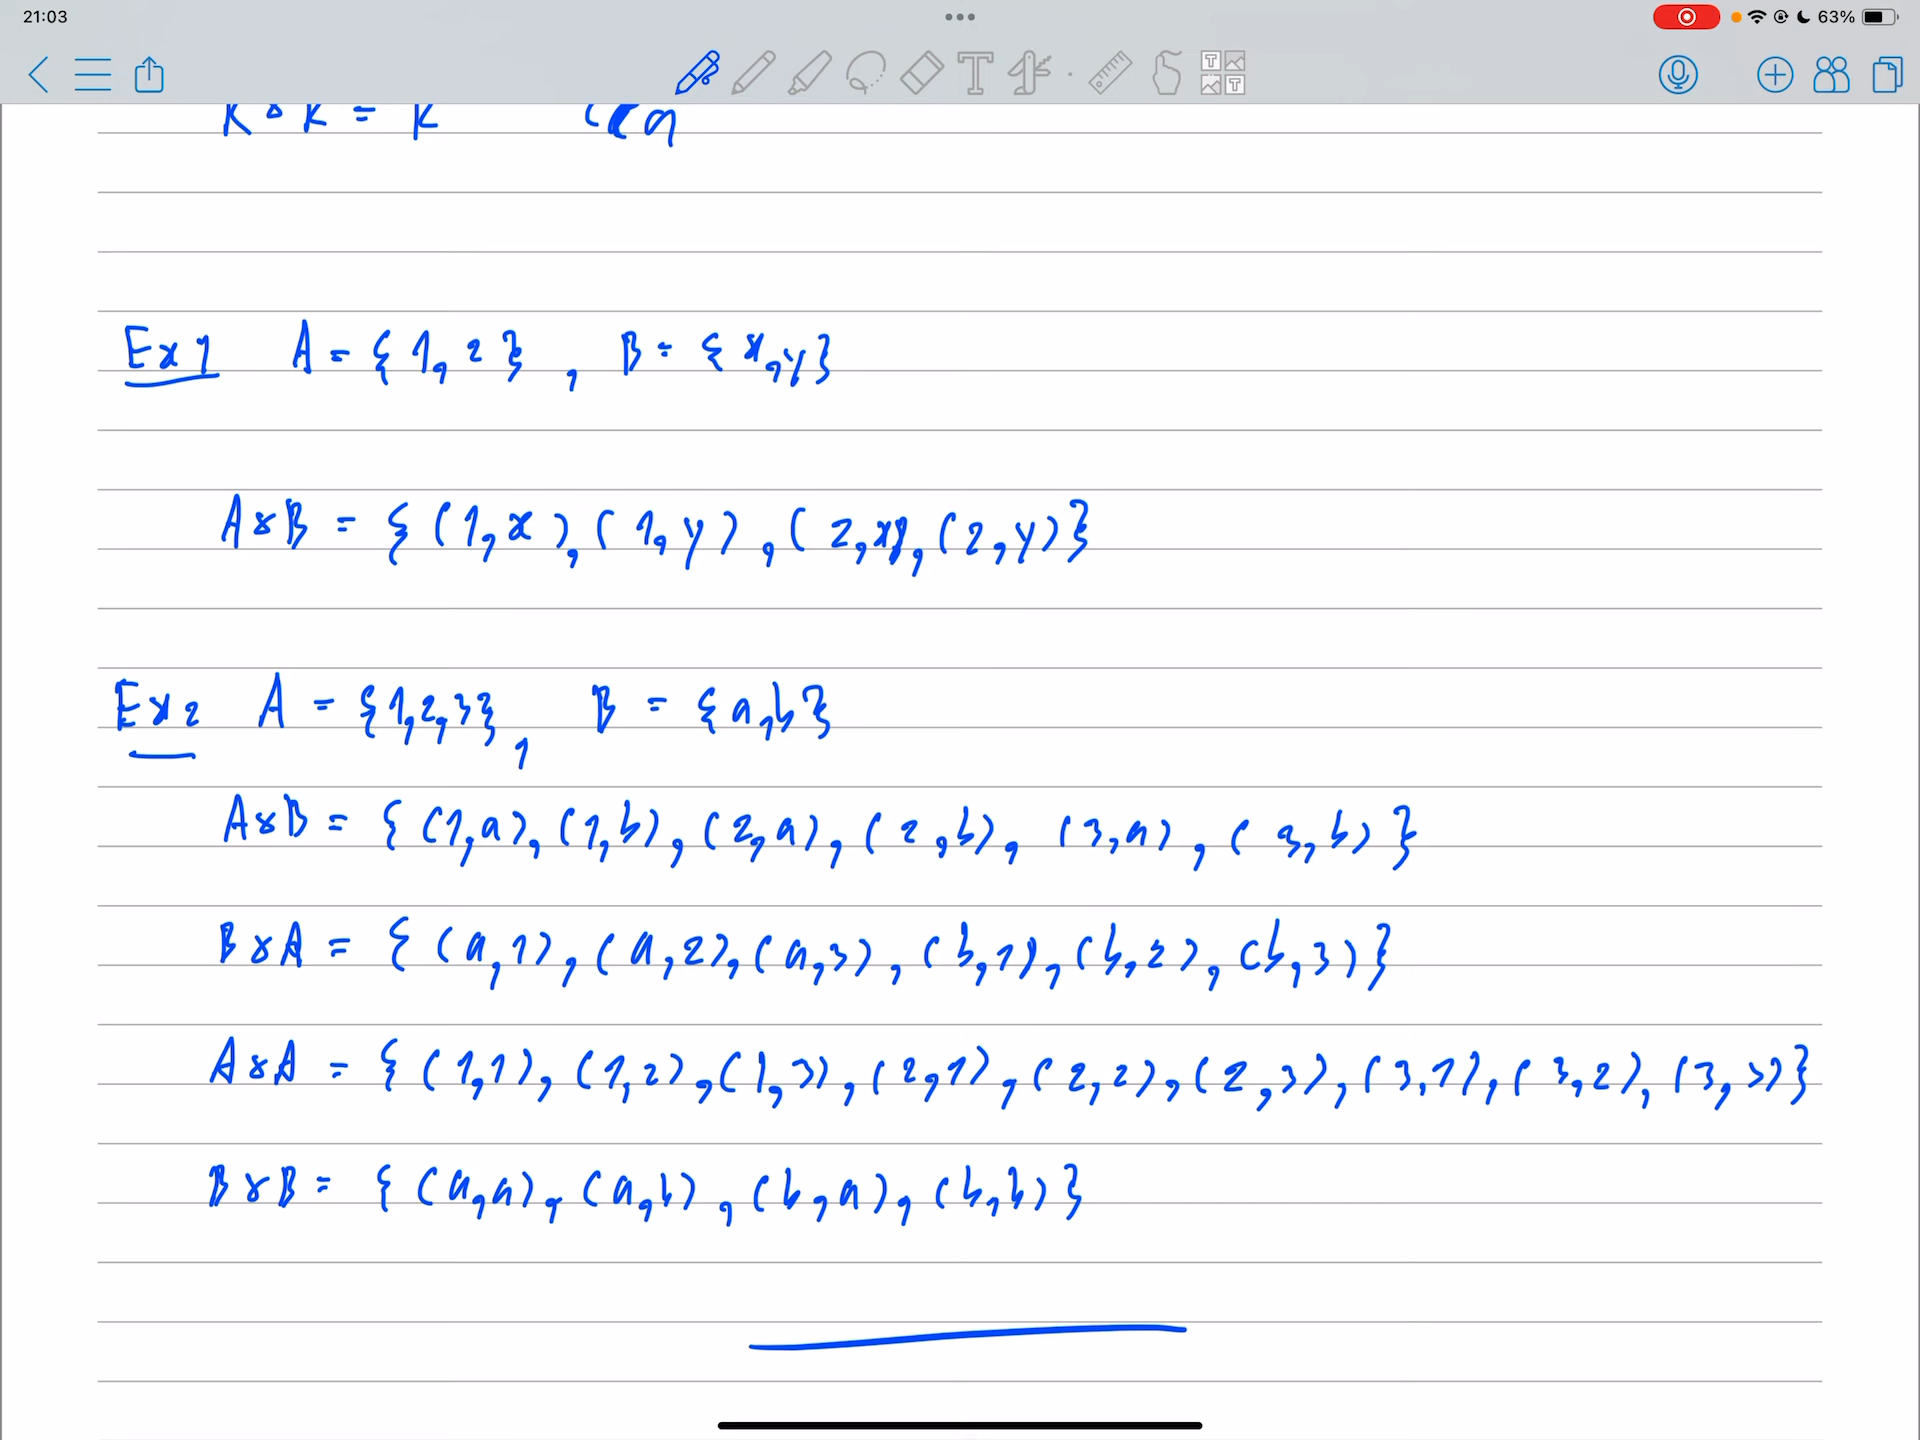 21:03
63%
Ex 1 A = {1, 2}, B = {x, y}
A×B = {(1, x), (1, y), (2, x), (2, y)}
Ex 2 A = {1, 2, 3}, B = {a, b}
A×B = {(1, a), (1, b), (2, a), (2, b), (3, a), (3, b)}
B×A = {(a, 1), (a, 2), (a, 3), (b, 1), (b, 2), (b, 3)}
A×A = {(1, 1), (1, 2), (1, 3), (2, 1), (2, 2), (2, 3), (3, 1), (3, 2), (3, 3)}
B×B = {(a, a), (a, b), (b, a), (b, b)}